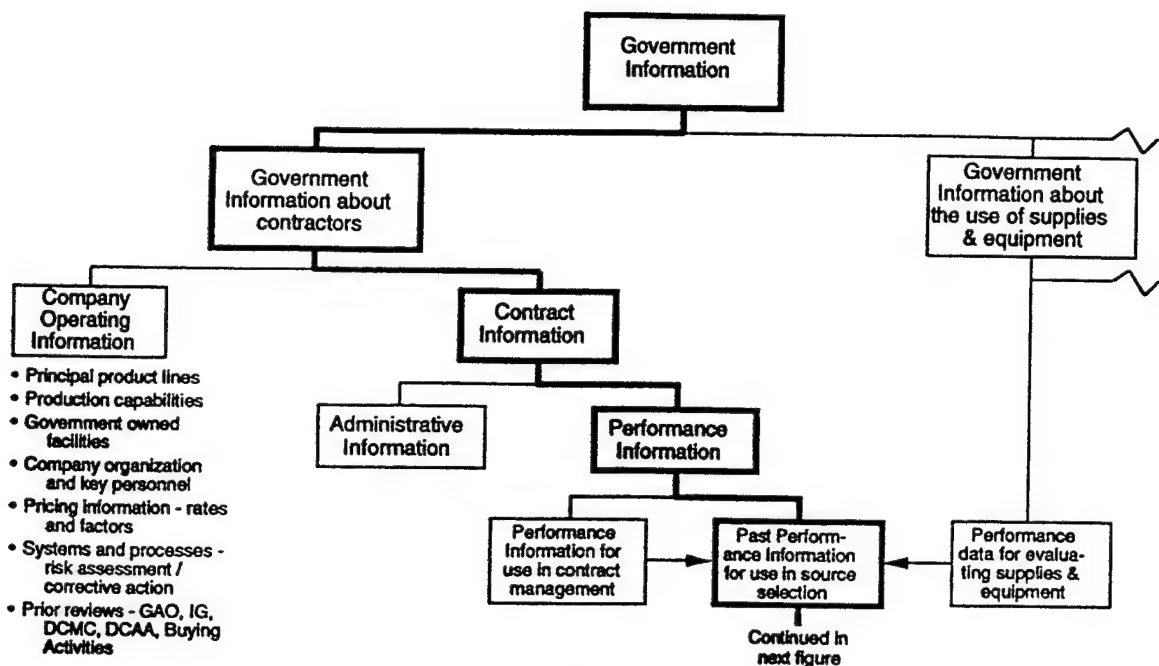 Government
Information
Government
Information about
contractors
Government
Information about
the use of supplies
& equipment
Company
Operating
Information
Contract
Information
• Principal product lines
• Production capabilities
• Government owned
facilities
• Company organization
and key personnel
• Pricing information - rates
and factors
• Systems and processes -
risk assessment /
corrective action
• Prior reviews - GAO, IG,
DCMC, DCAA, Buying
Activities
Administrative
Information
Performance
Information
Performance
Information for
use in contract
management
Past Perform-
ance Information
for use in source
selection
Performance
data for evalua-
ting supplies &
equipment
Continued in
next figure